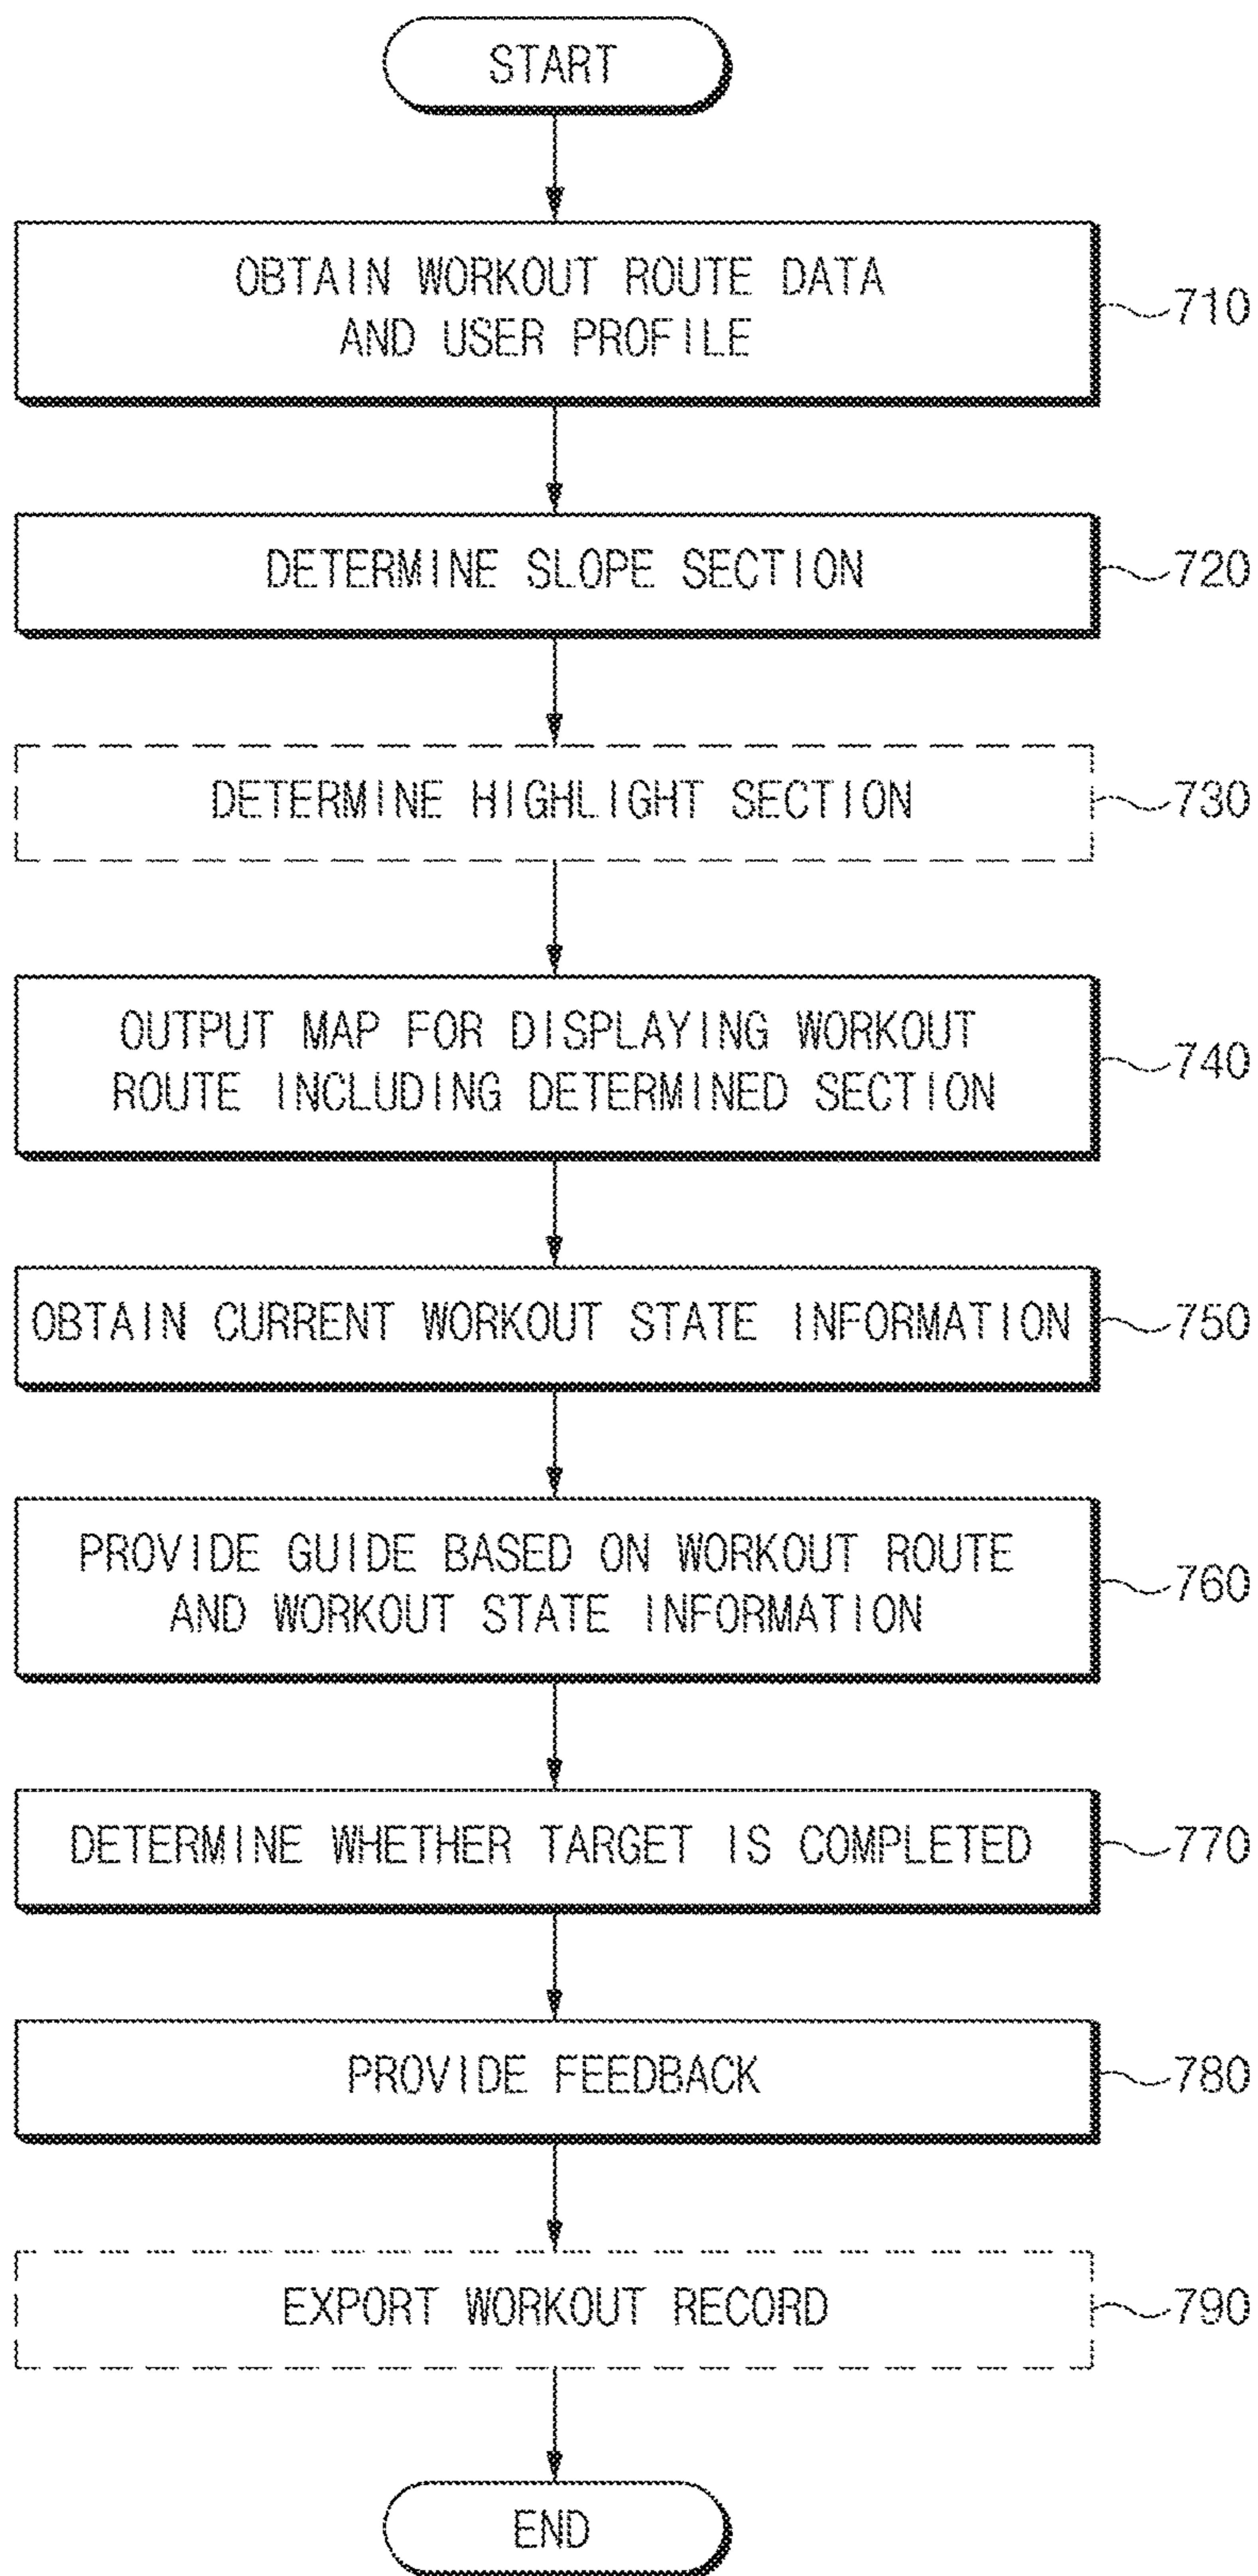 START
OBTAIN WORKOUT ROUTE DATA
AND USER PROFILE
710
DETERMINE SLOPE SECTION
720
DETERMINE HIGHLIGHT SECTION
730
OUTPUT MAP FOR DISPLAYING WORKOUT
ROUTE INCLUDING DETERMINED SECTION
740
OBTAIN CURRENT WORKOUT STATE INFORMATION
750
PROVIDE GUIDE BASED ON WORKOUT ROUTE
AND WORKOUT STATE INFORMATION
760
DETERMINE WHETHER TARGET IS COMPLETED
770
PROVIDE FEEDBACK
780
EXPORT WORKOUT RECORD
790
END